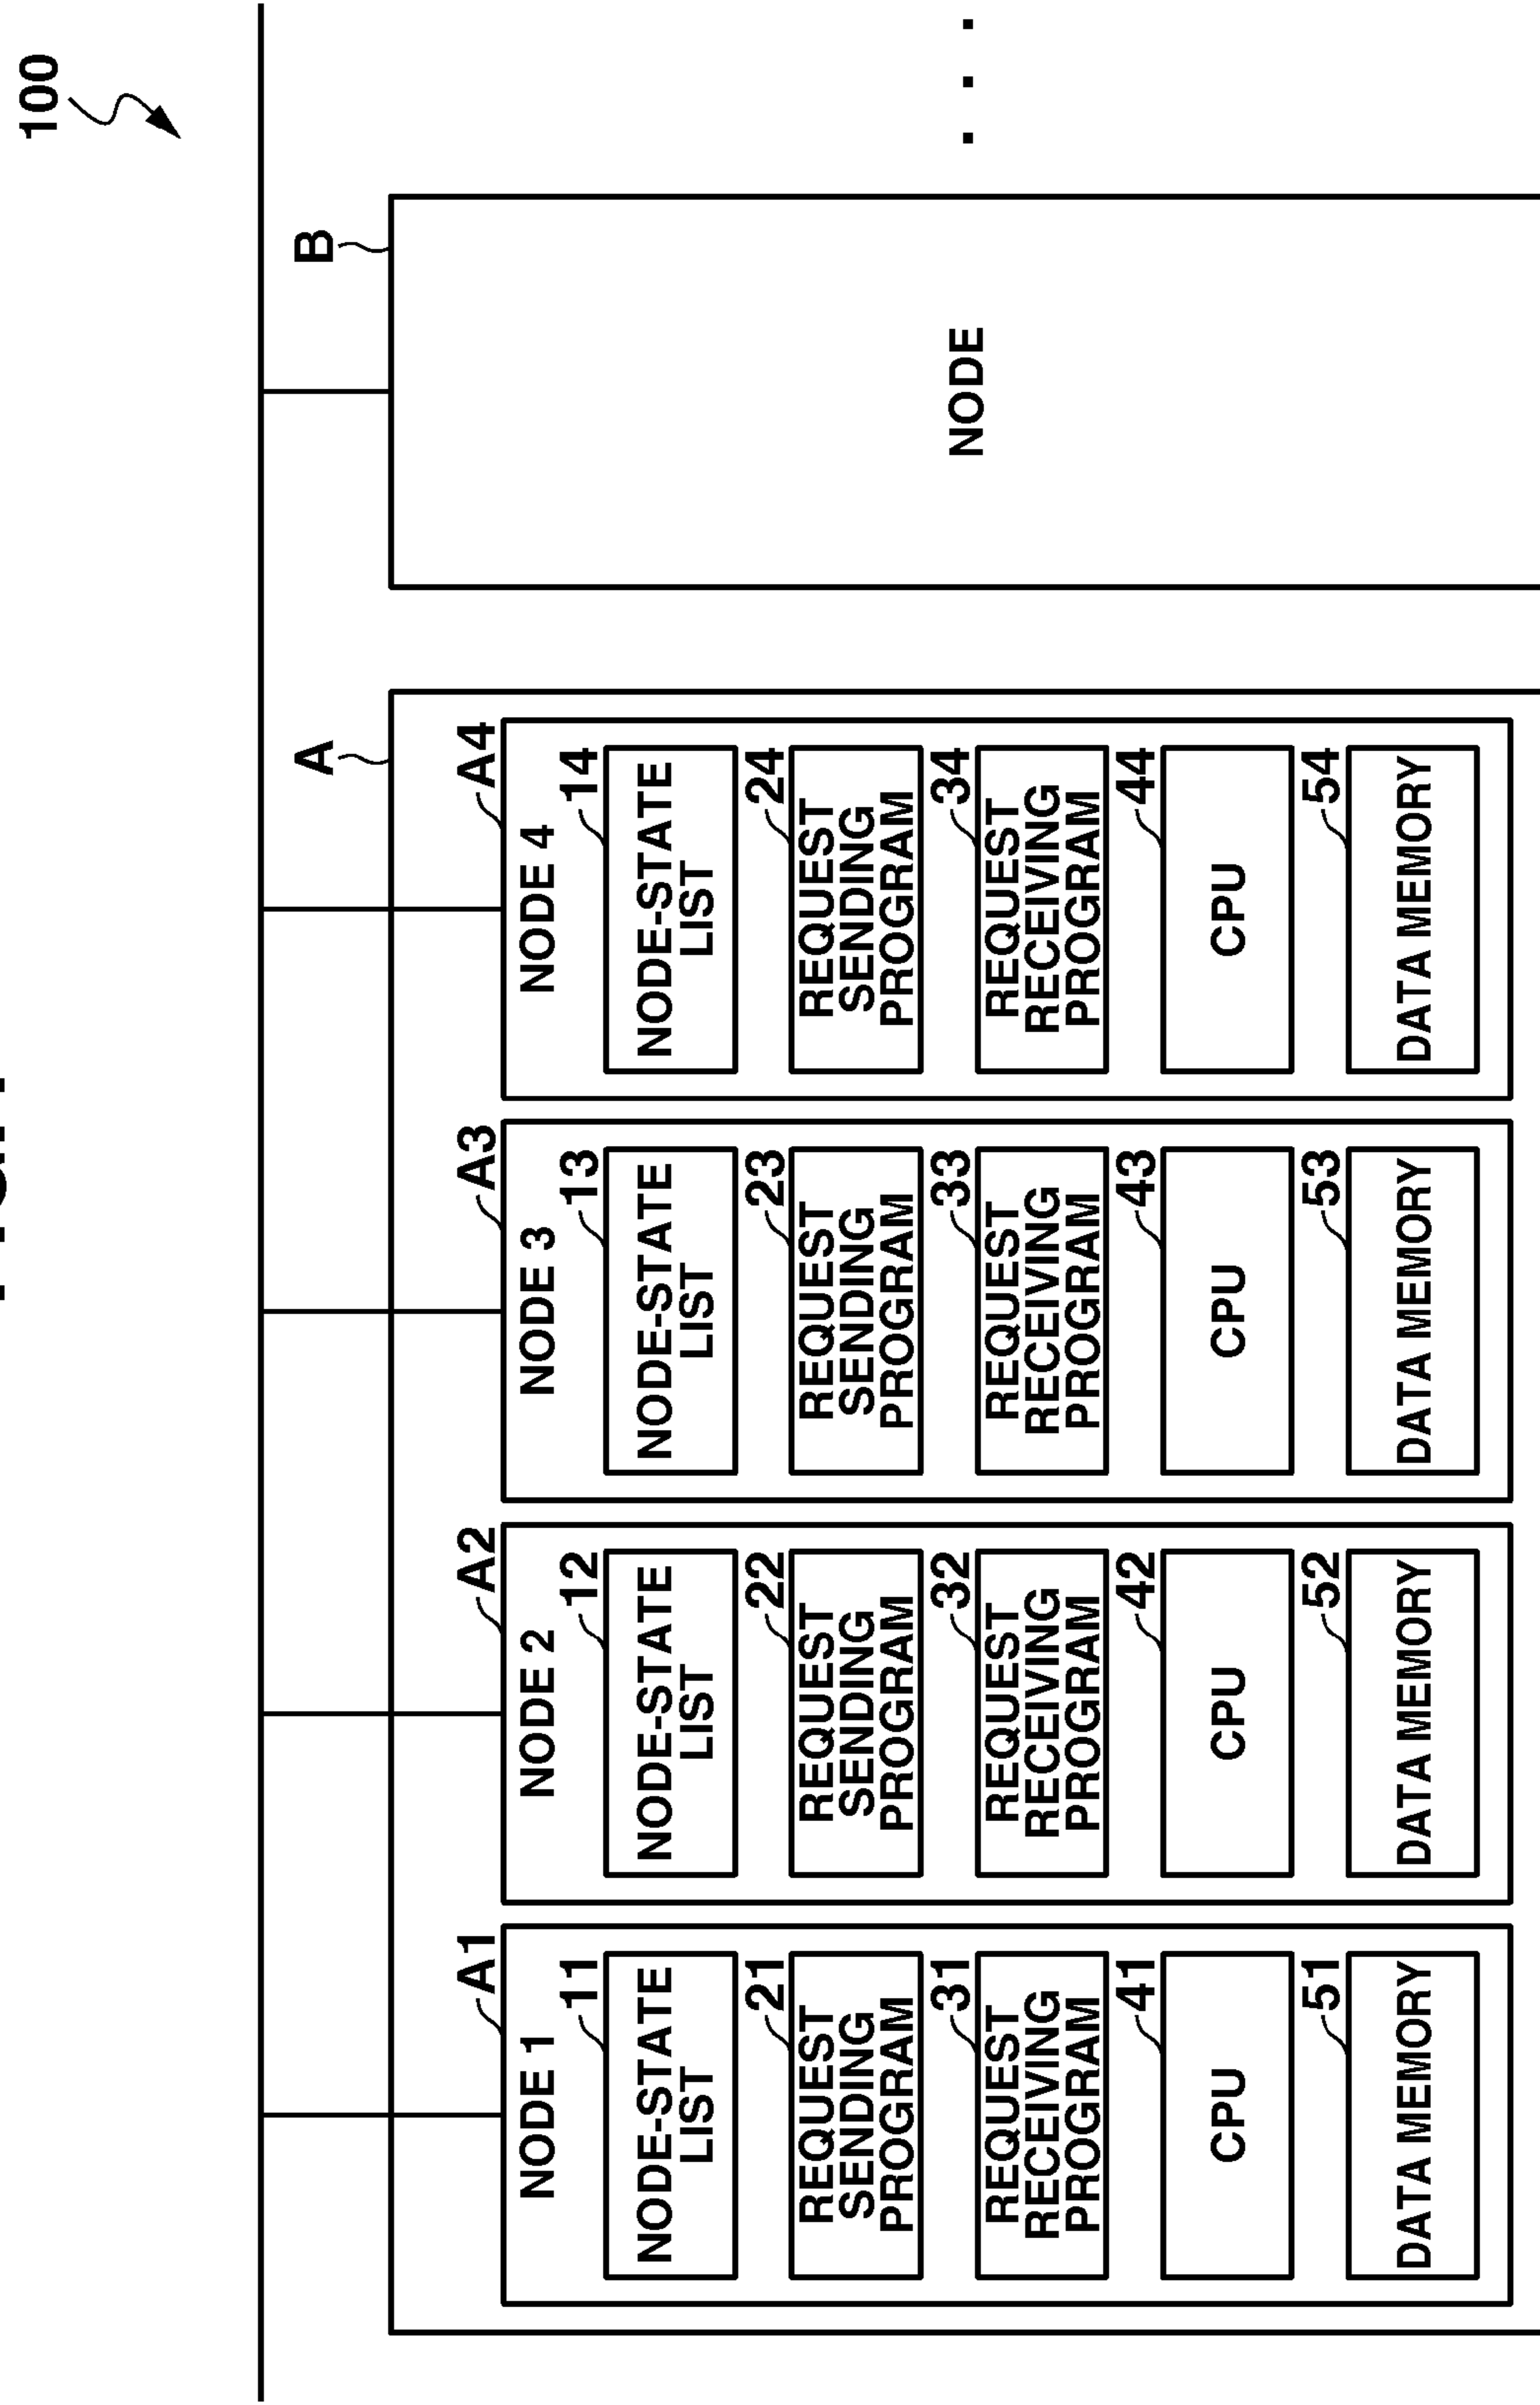 100
A
B
A1
A2
A3
A4
NODE 1
NODE 2
NODE 3
NODE 4
NODE
11
12
13
14
NODE-STATE
LIST
NODE-STATE
LIST
NODE-STATE
LIST
NODE-STATE
LIST
21
22
23
24
REQUEST
SENDING
PROGRAM
REQUEST
SENDING
PROGRAM
REQUEST
SENDING
PROGRAM
REQUEST
SENDING
PROGRAM
31
32
33
34
REQUEST
RECEIVING
PROGRAM
REQUEST
RECEIVING
PROGRAM
REQUEST
RECEIVING
PROGRAM
REQUEST
RECEIVING
PROGRAM
41
42
43
44
CPU
CPU
CPU
CPU
51
52
53
54
DATA MEMORY
DATA MEMORY
DATA MEMORY
DATA MEMORY
. . .